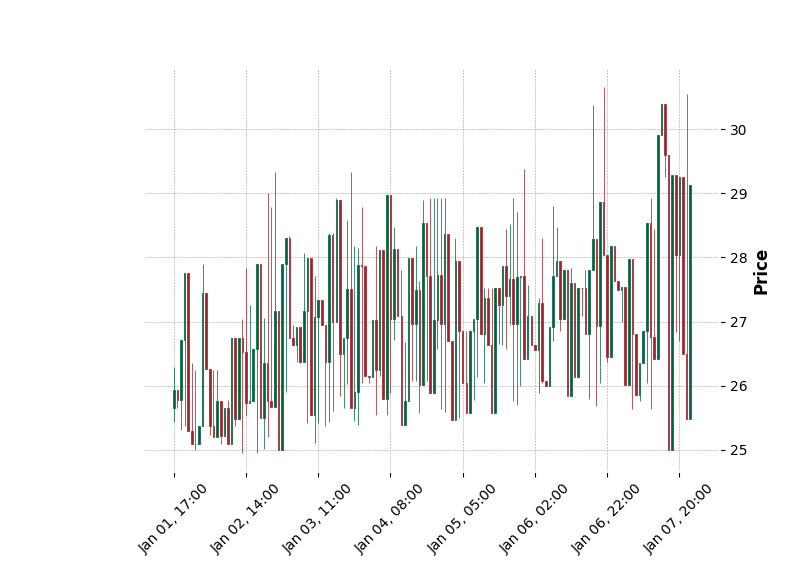 30
29
28
27
26
25
Price
Jan 01, 17:00
Jan 02, 14:00
Jan 03, 11:00
Jan 04, 08:00
Jan 05, 05:00
Jan 06, 02:00
Jan 06, 22:00
Jan 07, 20:00